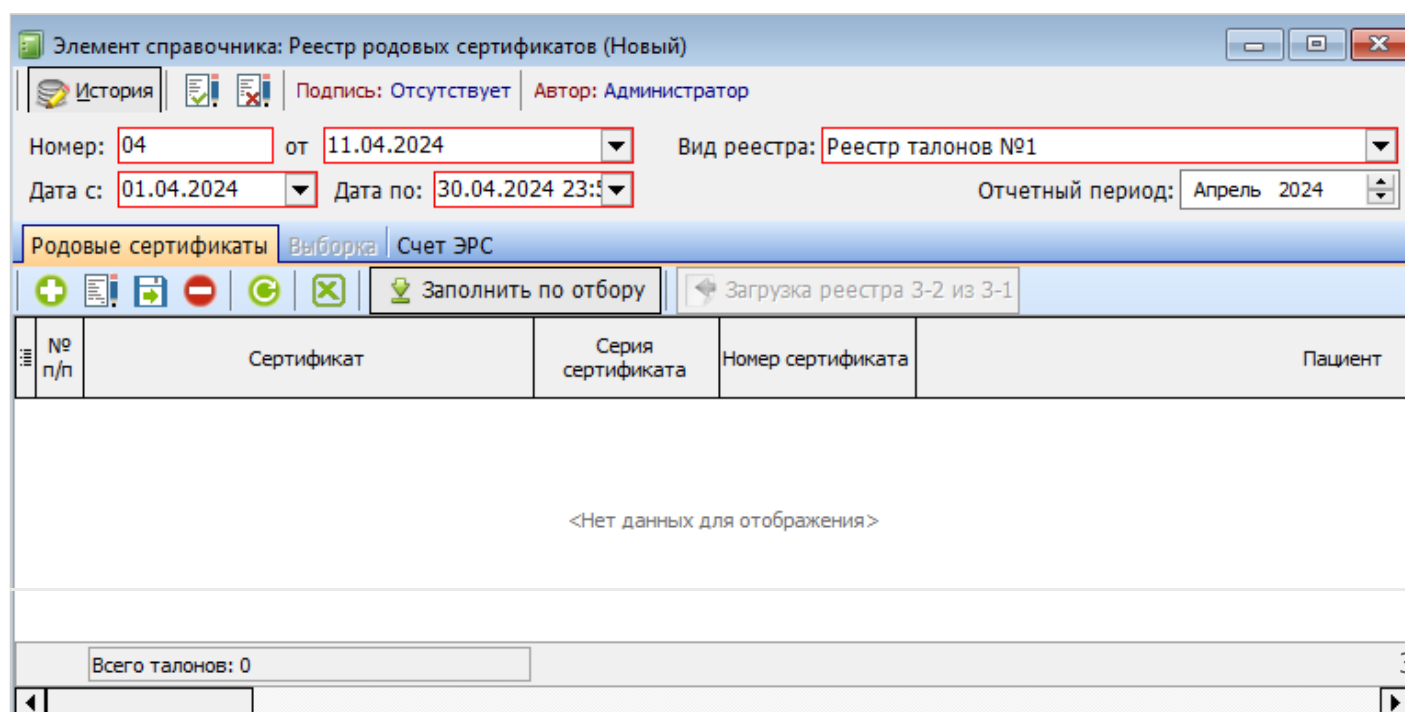 Элемент справочника: Реестр родовых сертификатов (Новый)
История Подпись: Отсутствует Автор: Администратор
Номер: 04 от 11.04.2024 Вид реестра: Реестр талонов №1
Дата с: 01.04.2024 Дата по: 30.04.2024 23: Отчетный период: Апрель 2024
Родовые сертификаты Выборка Счет ЭРС
Заполнить по отбору Загрузка реестра 3-2 из 3-1
№ п/п Сертификат Серия сертификата Номер сертификата Пациент
<Нет данных для отображения>
Всего талонов: 0